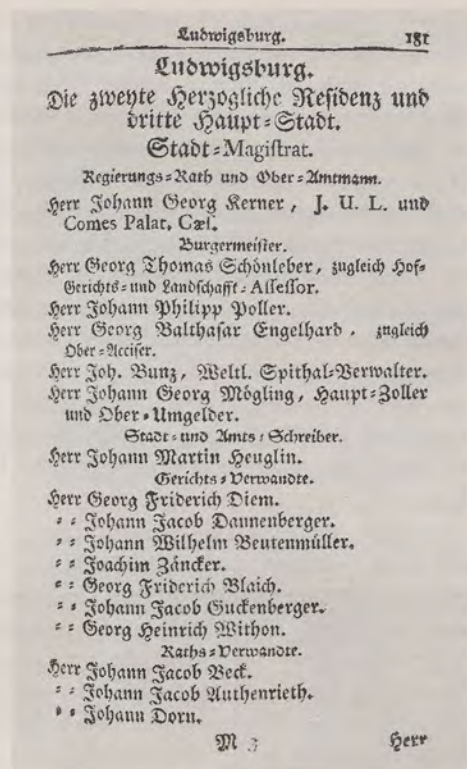 Ludwigsburg. 181
Ludwigsburg.
Die zweyte Herzogliche Residenz und
dritte Haupt=Stadt.
Stadt=Magistrat.
Regierungs=Rath und Ober=Amtmann.
Herr Johann Georg Kerner, J. U. L. und
Comes Palat. Cæs.
Burgermeister.
Herr Georg Thomas Schönleber, zugleich Hof=
Gerichts= und Landschafft=Assessor.
Herr Johann Philipp Poller.
Herr Georg Balthasar Engelhard, zugleich
Ober=Acciser.
Herr Joh. Bunz, Weltl. Spithal=Verwalter.
Herr Johann Georg Mögling, Haupt=Zoller
und Ober=Umgelder.
Stadt= und Amts=Schreiber.
Herr Johann Martin Heuglin.
Gerichts=Verwandte.
Herr Georg Friderich Diem.
= = Johann Jacob Dannenberger.
= = Johann Wilhelm Beutenmüller.
= = Joachim Zäncker.
= = Georg Friderich Blaich.
= = Johann Jacob Guckenberger.
= = Georg Heinrich Withon.
Raths=Verwandte.
Herr Johann Jacob Beck.
= = Johann Jacob Authenrieth.
= = Johann Dorn.
M 3 Herr